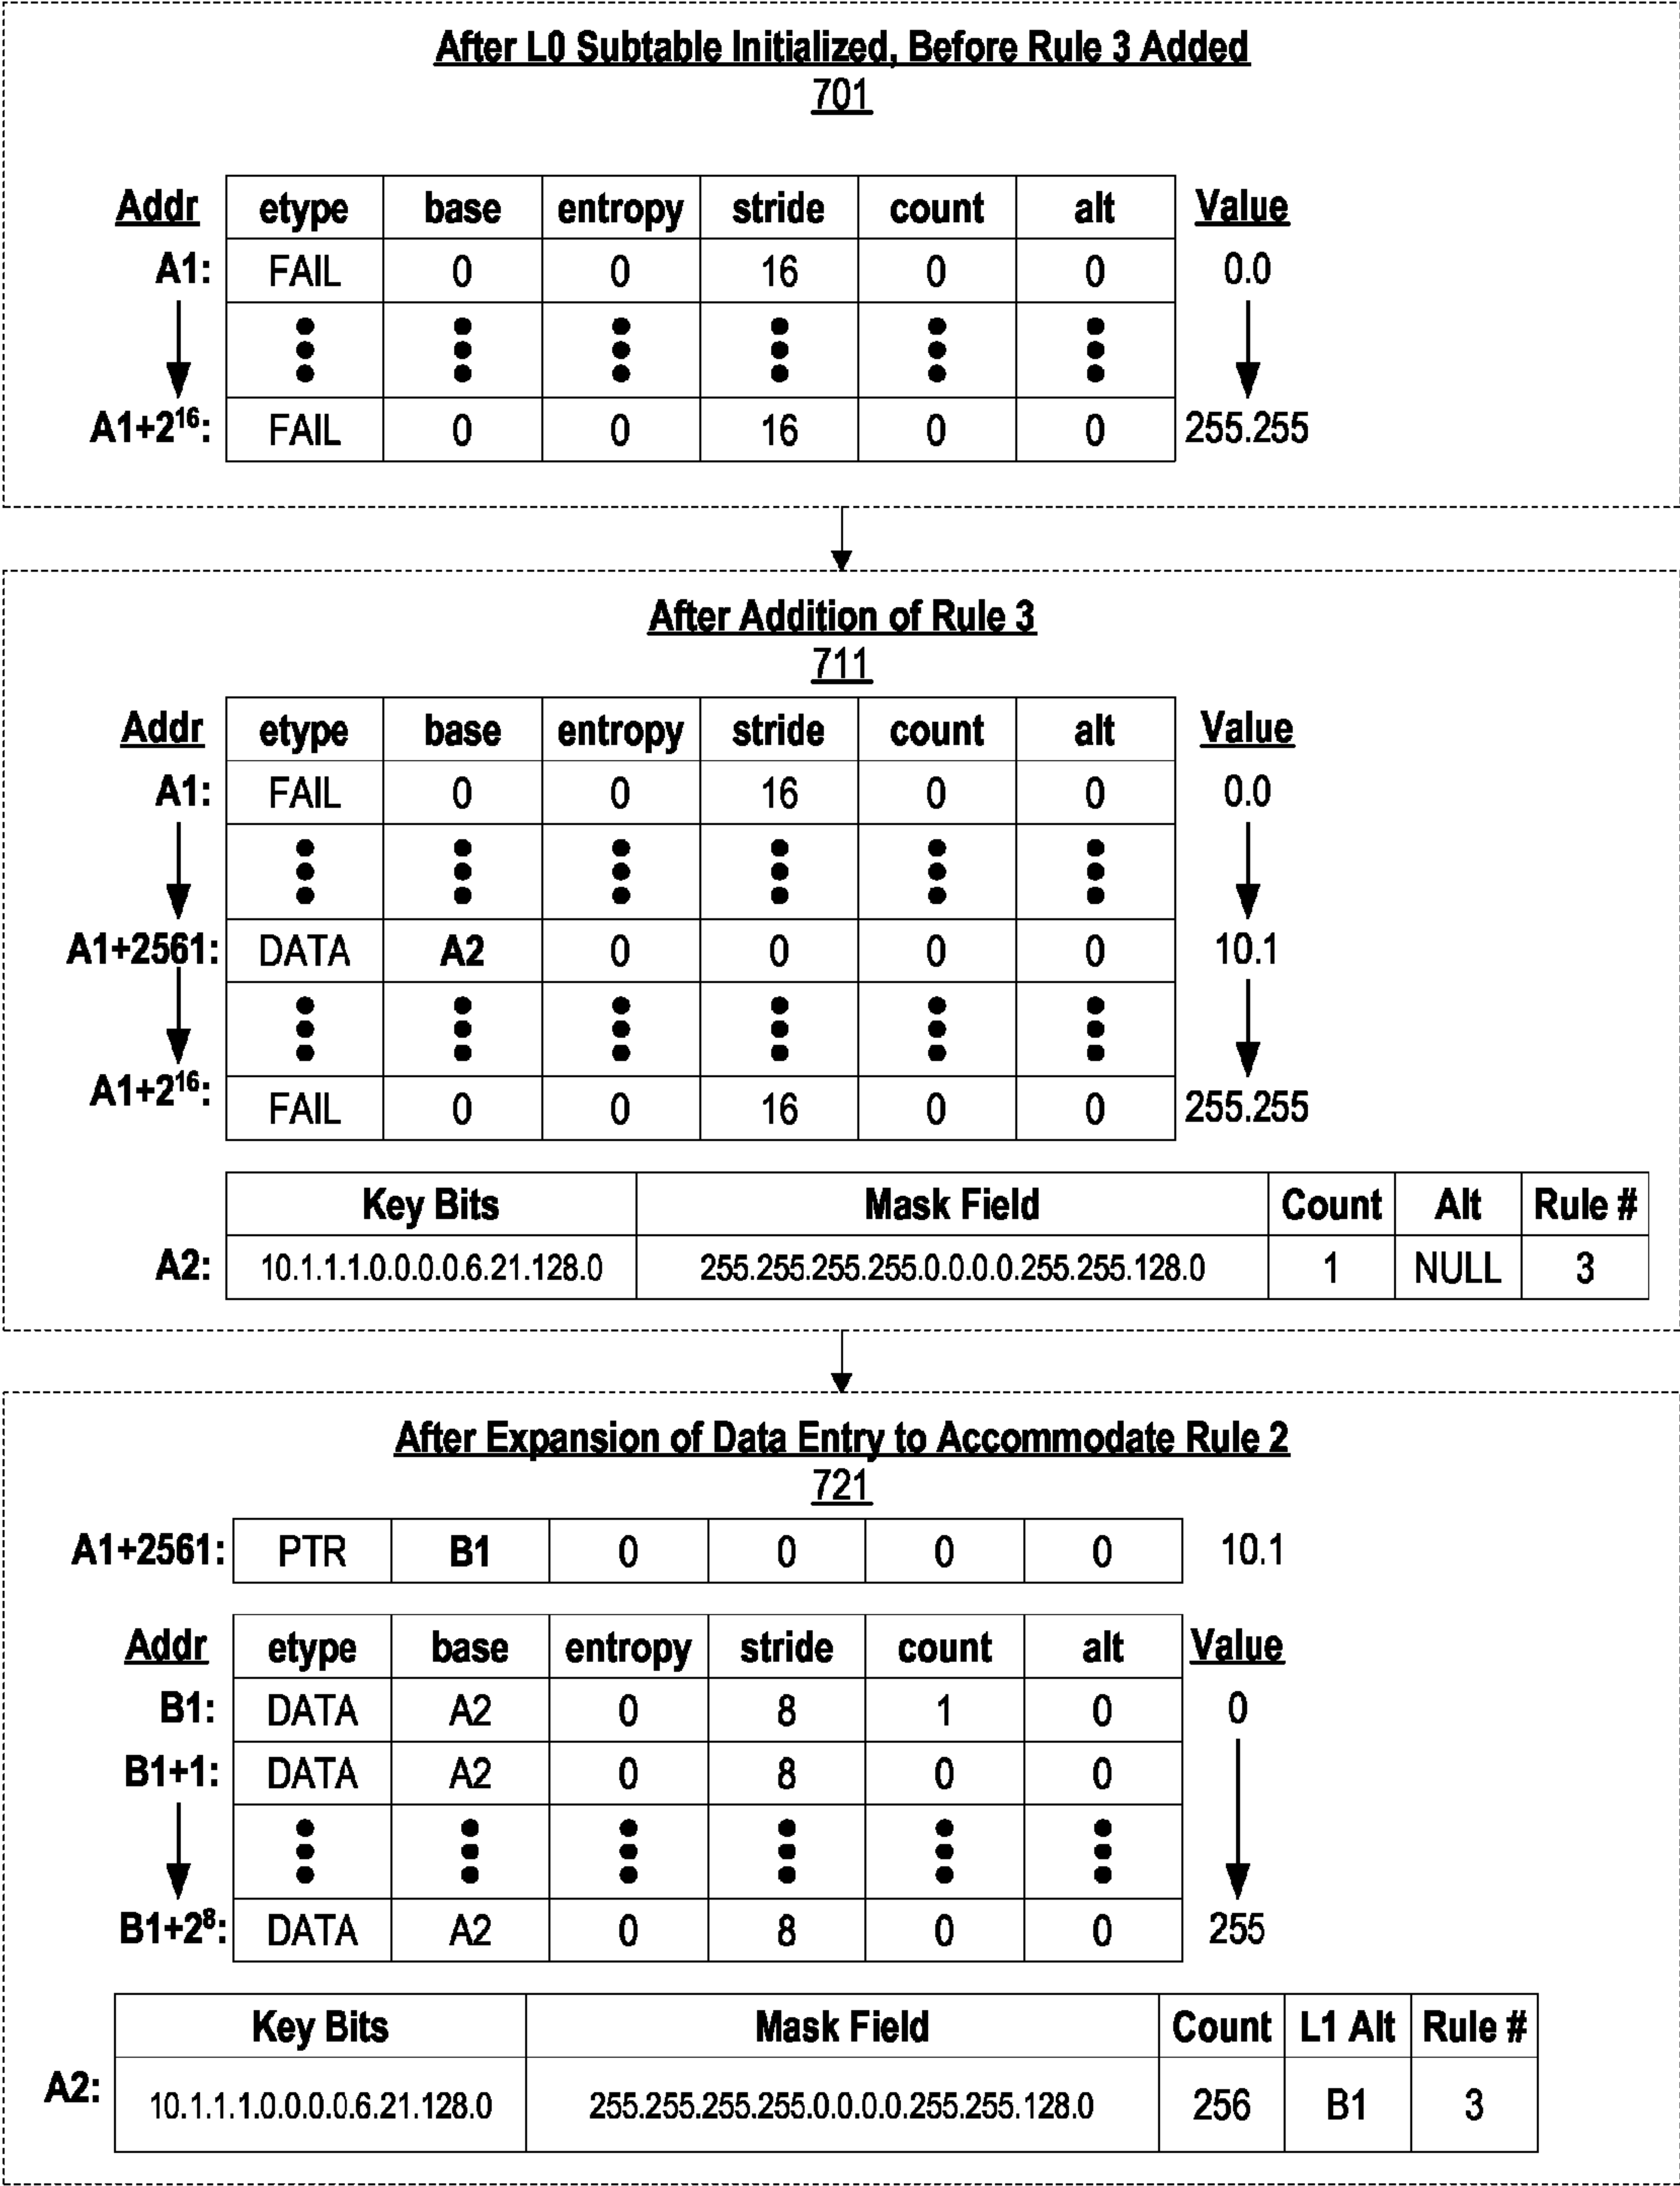 After L0 Subtable Initialized, Before Rule 3 Added
701
Addr etype base entropy stride count alt Value
A1: FAIL 0 0 16 0 0 0.0
A1+2¹⁶: FAIL 0 0 16 0 0 255.255
After Addition of Rule 3
711
Addr etype base entropy stride count alt Value
A1: FAIL 0 0 16 0 0 0.0
A1+2561: DATA A2 0 0 0 0 10.1
A1+2¹⁶: FAIL 0 0 16 0 0 255.255
Key Bits Mask Field Count Alt Rule #
A2: 10.1.1.1.0.0.0.0.6.21.128.0 255.255.255.255.0.0.0.0.255.255.128.0 1 NULL 3
After Expansion of Data Entry to Accommodate Rule 2
721
A1+2561: PTR B1 0 0 0 0 10.1
Addr etype base entropy stride count alt Value
B1: DATA A2 0 8 1 0 0
B1+1: DATA A2 0 8 0 0
B1+2⁸: DATA A2 0 8 0 0 255
Key Bits Mask Field Count L1 Alt Rule #
A2: 10.1.1.1.0.0.0.0.6.21.128.0 255.255.255.255.0.0.0.0.255.255.128.0 256 B1 3